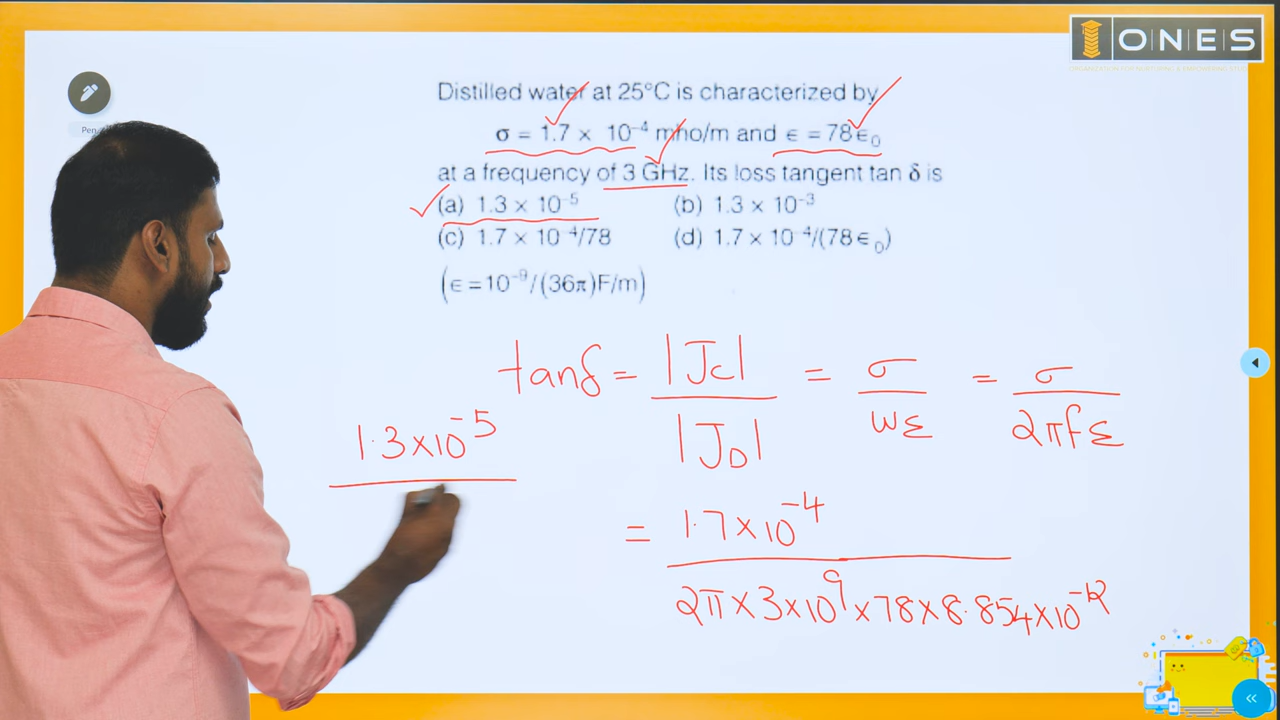 ONES
Pen
Distilled water at 25°C is characterized by
σ = 1.7 × 10⁻⁴ mho/m and ϵ = 78ϵ₀
at a frequency of 3 GHz. Its loss tangent tan δ is
(a) 1.3 × 10⁻⁵ (b) 1.3 × 10⁻³
(c) 1.7 × 10⁻⁴/78 (d) 1.7 × 10⁻⁴/(78ϵ₀)
(ϵ = 10⁻⁹/(36π)F/m)
tanδ = |Jc| / |JD| = σ / ωε = σ / 2πfε
1.3×10⁻⁵
= 1.7×10⁻⁴
2π×3×10⁹×78×8.854×10⁻¹²